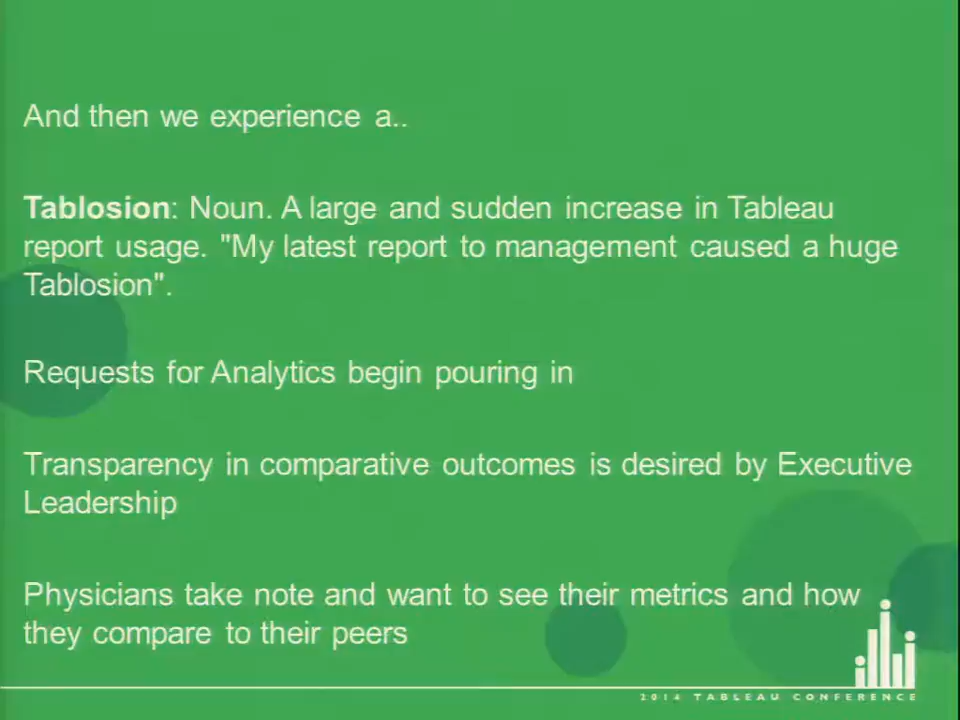 And then we experience a..
Tablosion: Noun. A large and sudden increase in Tableau
report usage. "My latest report to management caused a huge
Tablosion".
Requests for Analytics begin pouring in
Transparency in comparative outcomes is desired by Executive
Leadership
Physicians take note and want to see their metrics and how
they compare to their peers
2014 TABLEAU CONFERENCE